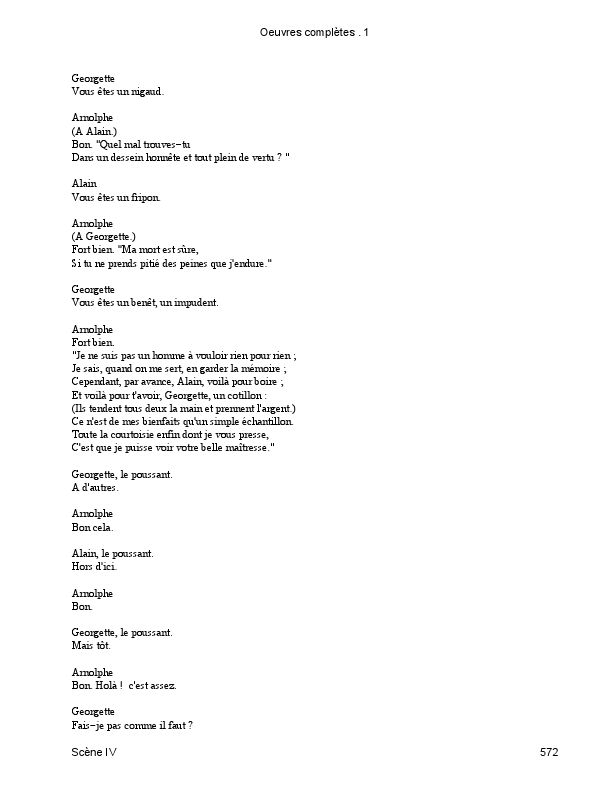 Oeuvres complètes . 1
Georgette
Vous êtes un nigaud.
Arnolphe
(A Alain.)
Bon. "Quel mal trouves−tu
Dans un dessein honnête et tout plein de vertu ? "
Alain
Vous êtes un fripon.
Arnolphe
(A Georgette.)
Fort bien. "Ma mort est sûre,
Si tu ne prends pitié des peines que j'endure."
Georgette
Vous êtes un benêt, un impudent.
Arnolphe
Fort bien.
"Je ne suis pas un homme à vouloir rien pour rien ;
Je sais, quand on me sert, en garder la mémoire ;
Cependant, par avance, Alain, voilà pour boire ;
Et voilà pour t'avoir, Georgette, un cotillon :
(Ils tendent tous deux la main et prennent l'argent.)
Ce n'est de mes bienfaits qu'un simple échantillon.
Toute la courtoisie enfin dont je vous presse,
C'est que je puisse voir votre belle maîtresse."
Georgette, le poussant.
A d'autres.
Arnolphe
Bon cela.
Alain, le poussant.
Hors d'ici.
Arnolphe
Bon.
Georgette, le poussant.
Mais tôt.
Arnolphe
Bon. Holà !  c'est assez.
Georgette
Fais−je pas comme il faut ?
Scène IV
572